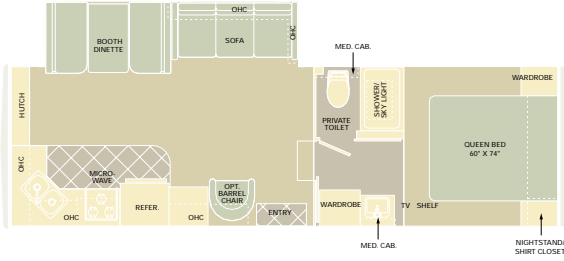 OHC
BOOTH
DINETTE
SOFA
OHC
MED. CAB.
WARDROBE
HUTCH
SHOWER/
SKY LIGHT
PRIVATE
TOILET
QUEEN BED
60" X 74"
OHC
MICRO-
WAVE
OPT.
BARREL
CHAIR
REFER.
WARDROBE
TV SHELF
OHC
OHC
ENTRY
MED. CAB.
NIGHTSTAND/
SHIRT CLOSET